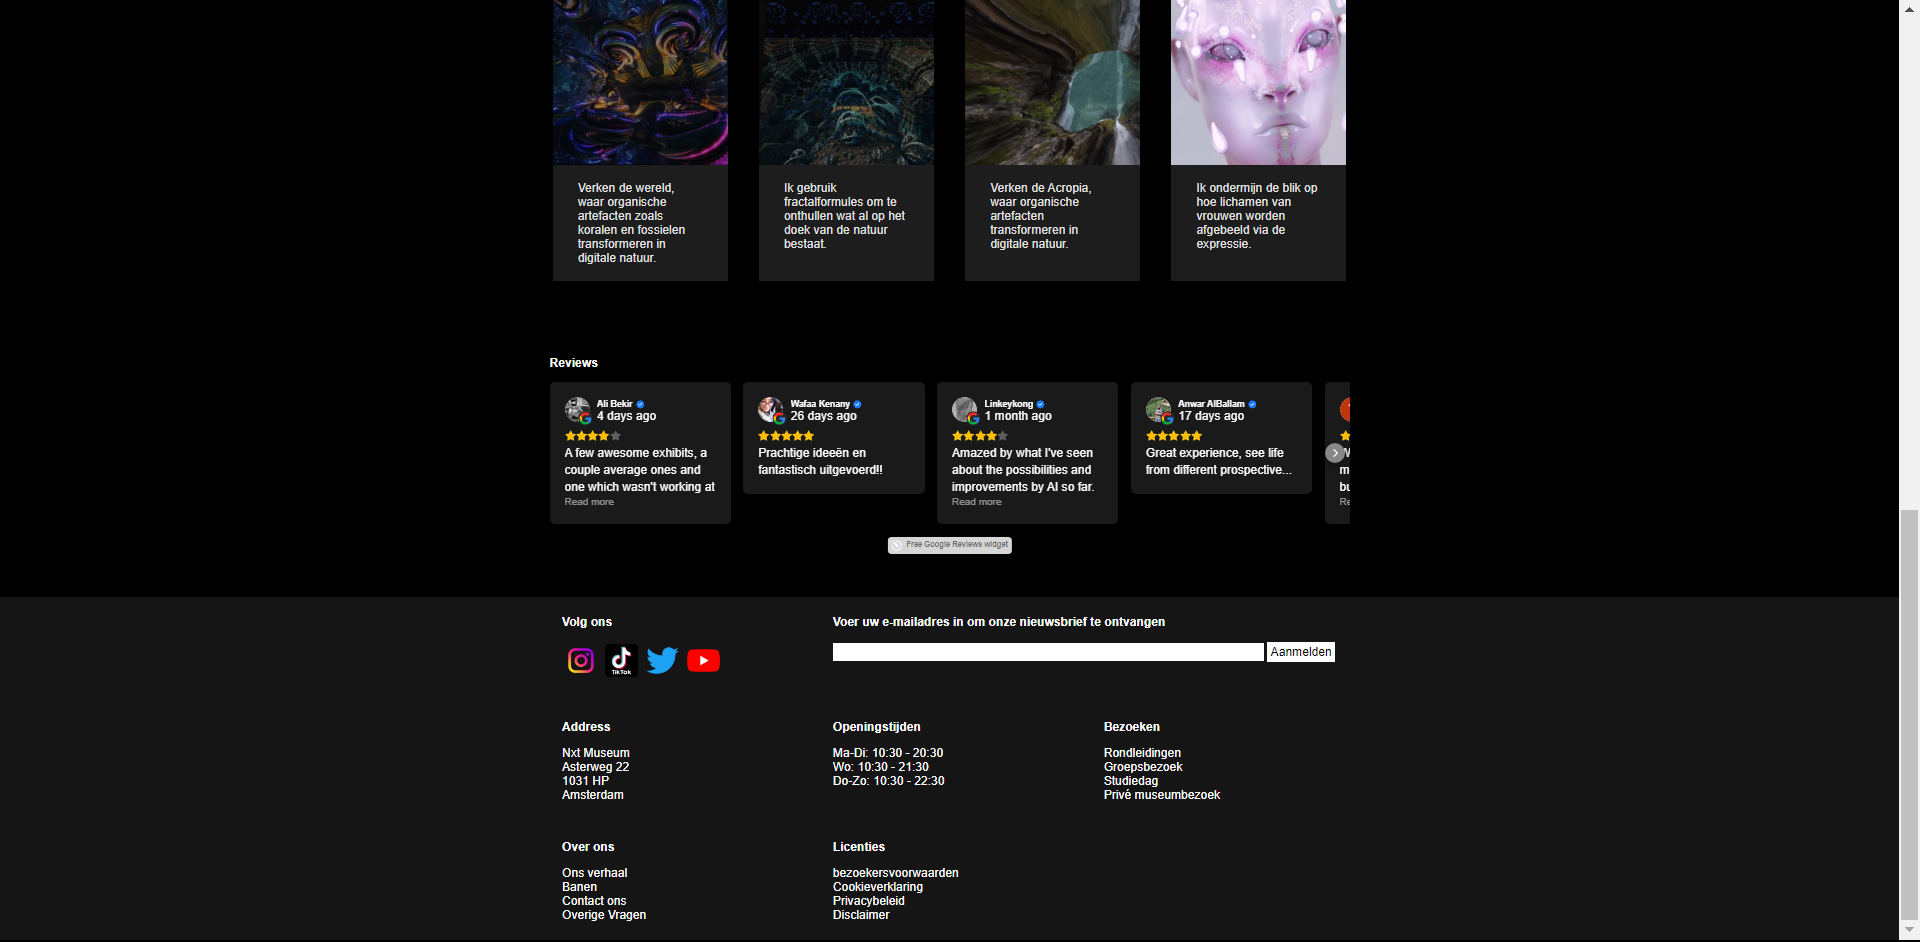 Verken de wereld,
waar organische
artefacten zoals
koralen en fossielen
transformeren in
digitale natuur.
Ik gebruik
fractalformules om te
onthullen wat al op het
doek van de natuur
bestaat.
Verken de Acropia,
waar organische
artefacten
transformeren in
digitale natuur.
Ik ondermijn de blik op
hoe lichamen van
vrouwen worden
afgebeeld via de
expressie.
Reviews
Ali Bekir
4 days ago
A few awesome exhibits, a
couple average ones and
one which wasn't working at
Read more
Wafaa Kenany
26 days ago
Prachtige ideeën en
fantastisch uitgevoerd!!
Linkeykong
1 month ago
Amazed by what I've seen
about the possibilities and
improvements by AI so far.
Read more
Anwar AlBallam
17 days ago
Great experience, see life
from different prospective...
Free Google Reviews widget
Volg ons
TikTok
Voer uw e-mailadres in om onze nieuwsbrief te ontvangen
Aanmelden
Address
Nxt Museum
Asterweg 22
1031 HP
Amsterdam
Openingstijden
Ma-Di: 10:30 - 20:30
Wo: 10:30 - 21:30
Do-Zo: 10:30 - 22:30
Bezoeken
Rondleidingen
Groepsbezoek
Studiedag
Privé museumbezoek
Over ons
Ons verhaal
Banen
Contact ons
Overige Vragen
Licenties
bezoekersvoorwaarden
Cookieverklaring
Privacybeleid
Disclaimer